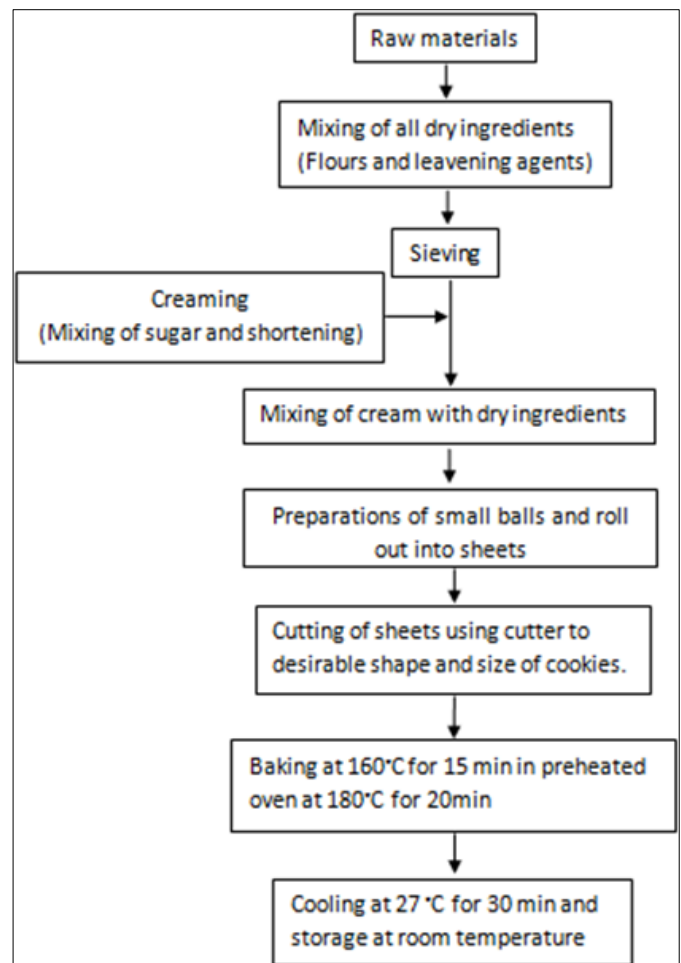 Raw materials
Mixing of all dry ingredients
(Flours and leavening agents)
Sieving
Creaming
(Mixing of sugar and shortening)
Mixing of cream with dry ingredients
Preparations of small balls and roll
out into sheets
Cutting of sheets using cutter to
desirable shape and size of cookies.
Baking at 160°C for 15 min in preheated
oven at 180°C for 20min
Cooling at 27 °C for 30 min and
storage at room temperature